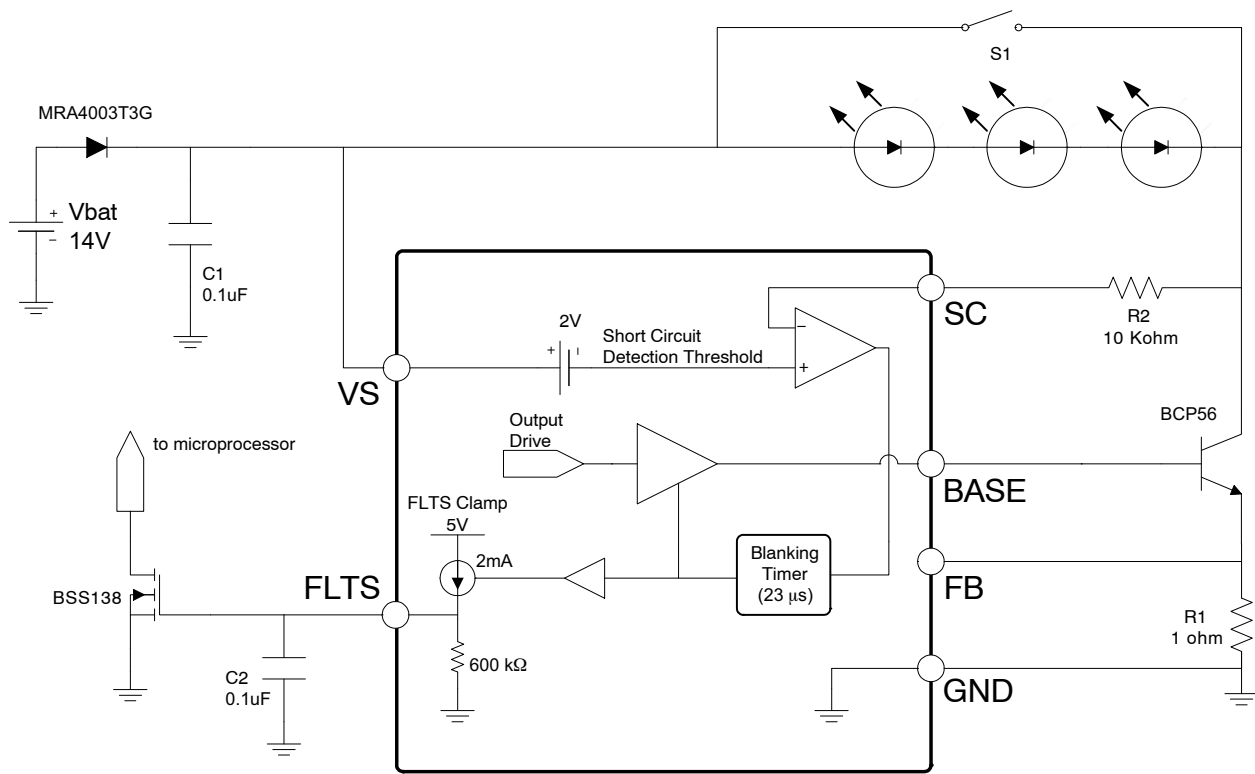 S1
MRA4003T3G
+
Vbat
−
14V
C1
0.1uF
SC
R2
10 Kohm
2V
+
−
Short Circuit
Detection Threshold
−
+
VS
BCP56
to microprocessor
Output
Drive
BASE
FLTS Clamp
5V
2mA
Blanking
Timer
(23 μs)
FB
FLTS
BSS138
R1
1 ohm
600 kΩ
C2
0.1uF
GND